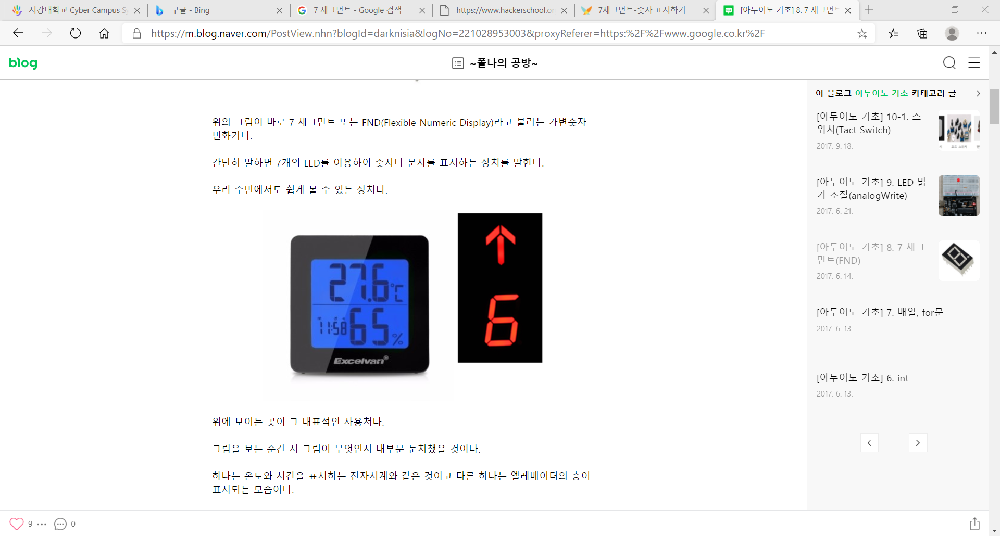 서강대학교 Cyber Campus Sy
구글 - Bing
7 세그먼트 - Google 검색
https://www.hackerschool.or
7세그먼트-숫자 표시하기
[아두이노 기초] 8. 7 세그먼트
https://m.blog.naver.com/PostView.nhn?blogId=darknisia&logNo=221028953003&proxyReferer=https:%2F%2Fwww.google.co.kr%2F
blog
~폴나의 공방~
위의 그림이 바로 7 세그먼트 또는 FND(Flexible Numeric Display)라고 불리는 가변숫자
변화기다.
간단히 말하면 7개의 LED를 이용하여 숫자나 문자를 표시하는 장치를 말한다.
우리 주변에서도 쉽게 볼 수 있는 장치다.
27.6°C
11:58 65%
Excelvan®
6
위에 보이는 곳이 그 대표적인 사용처다.
그림을 보는 순간 저 그림이 무엇인지 대부분 눈치챘을 것이다.
하나는 온도와 시간을 표시하는 전자시계와 같은 것이고 다른 하나는 엘레베이터의 층이
표시되는 모습이다.
이 블로그 아두이노 기초 카테고리 글
[아두이노 기초] 10-1. 스
위치(Tact Switch)
2017. 9. 18.
[아두이노 기초] 9. LED 밝
기 조절(analogWrite)
2017. 6. 21.
[아두이노 기초] 8. 7 세그
먼트(FND)
2017. 6. 14.
[아두이노 기초] 7. 배열, for문
2017. 6. 13.
[아두이노 기초] 6. int
2017. 6. 13.
9
0